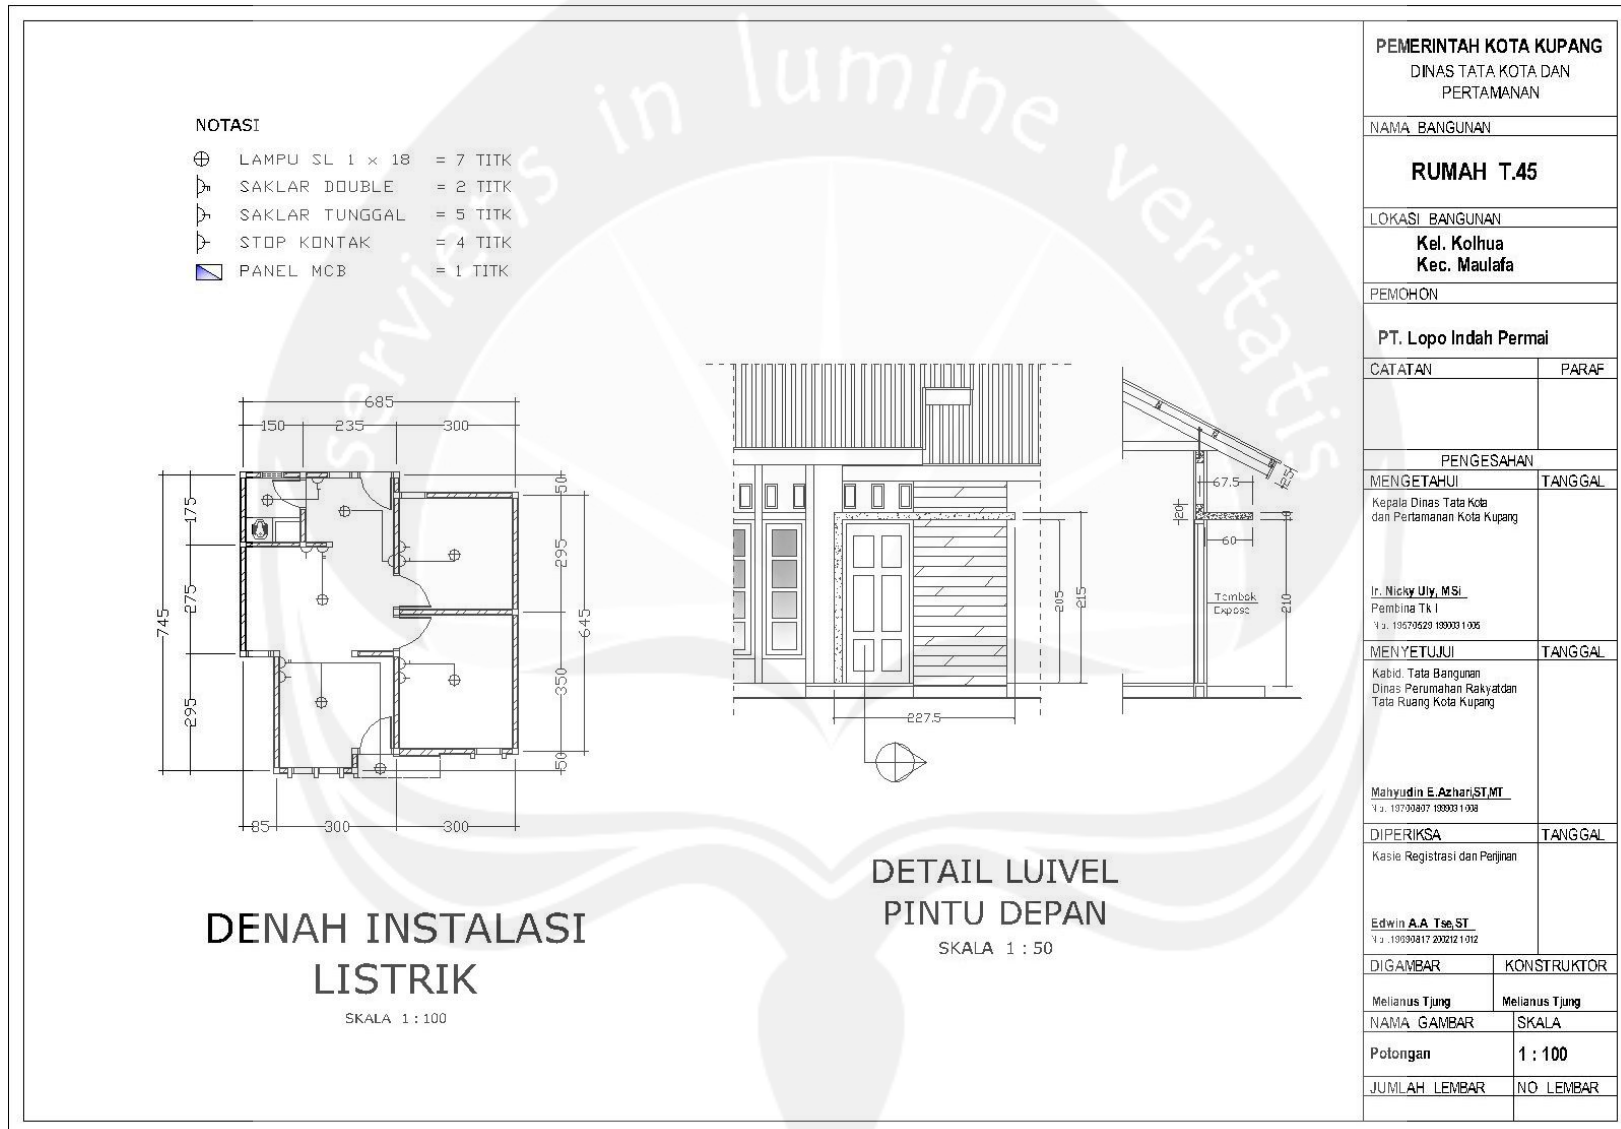 serviens in lumine veritatis
NOTASI
LAMPU SL 1 x 18 = 7 TITK
SAKLAR DOUBLE = 2 TITK
SAKLAR TUNGGAL = 5 TITK
STOP KONTAK = 4 TITK
PANEL MCB = 1 TITK
685
150 235 300
175
275
295
745
50
295
350
50
645
85 300 300
DENAH INSTALASI
LISTRIK
SKALA 1 : 100
205
215
227.5
67.5
25
20
60
210
Tembok
Expose
DETAIL LUIVEL
PINTU DEPAN
SKALA 1 : 50
PEMERINTAH KOTA KUPANG
DINAS TATA KOTA DAN
PERTAMANAN
NAMA BANGUNAN
RUMAH T.45
LOKASI BANGUNAN
Kel. Kolhua
Kec. Maulafa
PEMOHON
PT. Lopo Indah Permai
CATATAN PARAF
PENGESAHAN
MENGETAHUI TANGGAL
Kepala Dinas Tata Kota
dan Pertamanan Kota Kupang
Ir. Nicky Uly, MSi
Pembina Tk I
MENYETUJUI TANGGAL
Kabid. Tata Bangunan
Dinas Perumahan Rakyatdan
Tata Ruang Kota Kupang
Mahyudin E.Azhari,ST,MT
DIPERIKSA TANGGAL
Kasie Registrasi dan Perijinan
Edwin A.A Tse,ST
DIGAMBAR KONSTRUKTOR
Melianus Tjung Melianus Tjung
NAMA GAMBAR SKALA
Potongan 1 : 100
JUMLAH LEMBAR NO LEMBAR